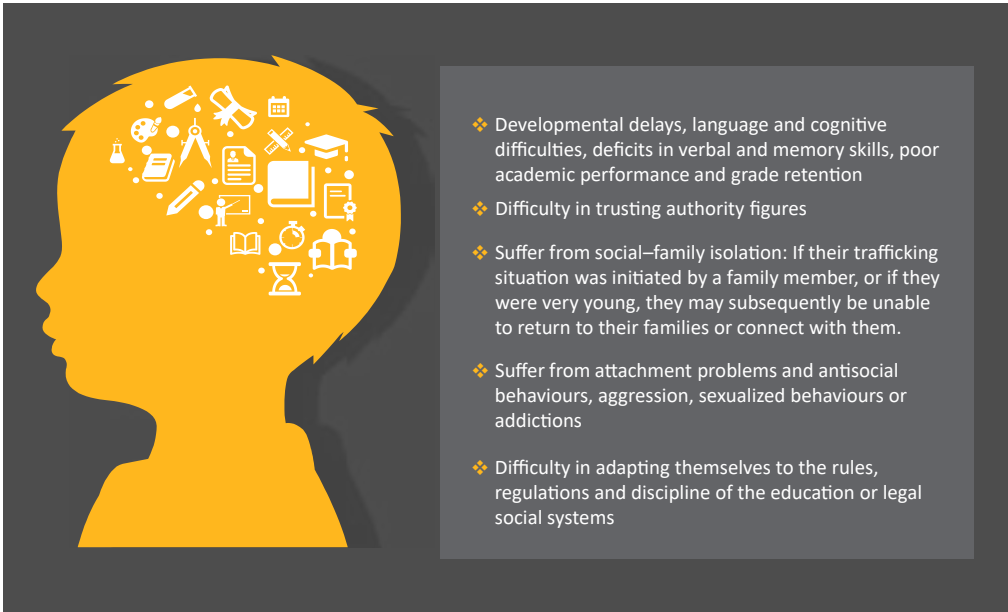 ❖ Developmental delays, language and cognitive
difficulties, deficits in verbal and memory skills, poor
academic performance and grade retention
❖ Difficulty in trusting authority figures
❖ Suffer from social–family isolation: If their trafficking
situation was initiated by a family member, or if they
were very young, they may subsequently be unable
to return to their families or connect with them.
❖ Suffer from attachment problems and antisocial
behaviours, aggression, sexualized behaviours or
addictions
❖ Difficulty in adapting themselves to the rules,
regulations and discipline of the education or legal
social systems